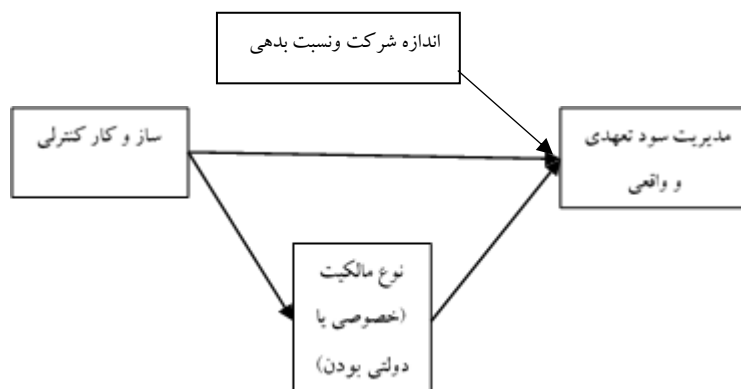 اندازه شرکت ونسبت بدهی
ساز و کار کنترلی
مدیریت سود تعهدی
و واقعی
نوع مالکیت
(خصوصی یا
دولتی بودن)